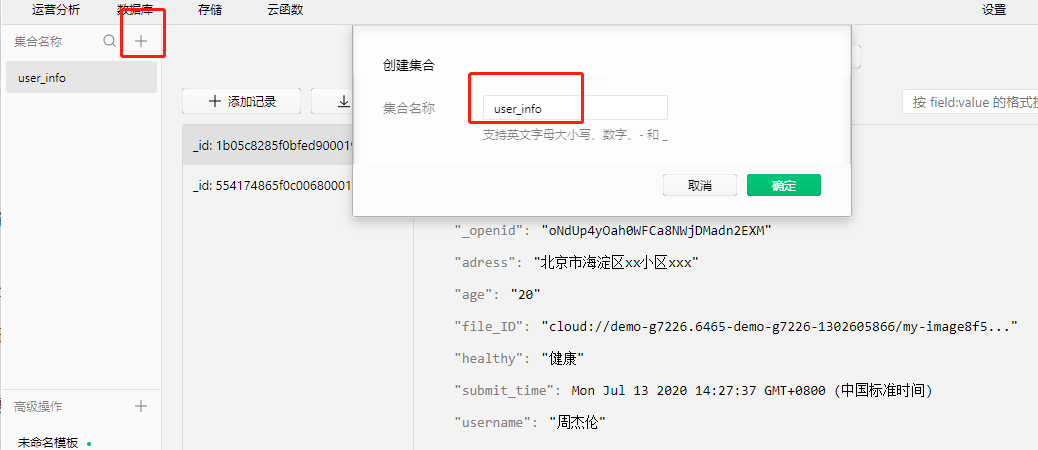 运营分析 数据库 存储 云函数 设置
集合名称
user_info
添加记录
按 field:value 的格式
创建集合
集合名称 user_info
支持英文字母大小写、数字、- 和 _
取消 确定
_id: 1b05c8285f0bfed90001
_id: 554174865f0c00680001
"_openid": "oNdUp4yOah0WFCa8NWjDMadn2EXM"
"adress": "北京市海淀区xx小区xxx"
"age": "20"
"file_ID": "cloud://demo-g7226.6465-demo-g7226-1302605866/my-image8f5..."
"healthy": "健康"
"submit_time": Mon Jul 13 2020 14:27:37 GMT+0800 (中国标准时间)
"username": "周杰伦"
高级操作
未命名模板